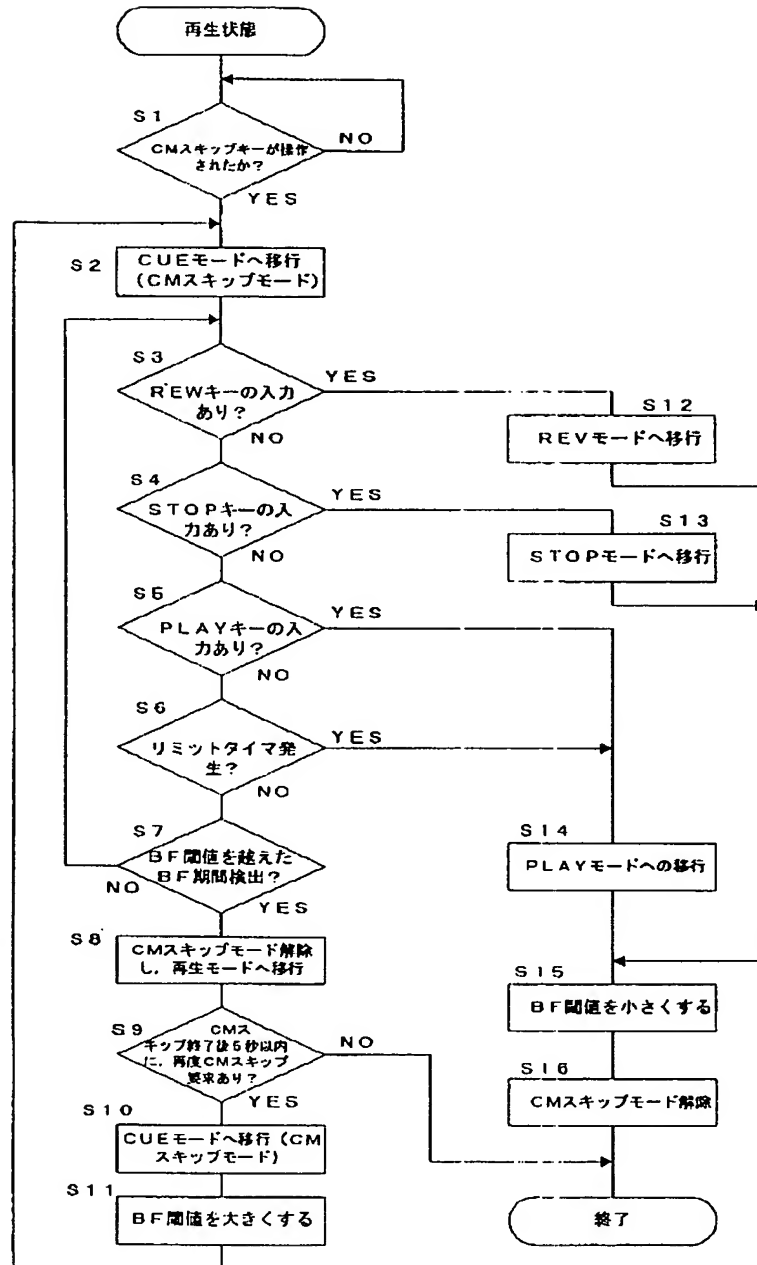 再生状態
S1
CMスキップキーが操作
されたか?
NO
YES
S2
CUEモードへ移行
(CMスキップモード)
S3
REWキーの入力
あり?
YES
NO
S12
REVモードへ移行
S4
STOPキーの入
力あり?
YES
NO
S13
STOPモードへ移行
S5
PLAYキーの入
力あり?
YES
NO
S6
リミットタイマ発
生?
YES
NO
S7
BF閾値を越えた
BF期間検出?
NO
YES
S14
PLAYモードへの移行
S8
CMスキップモード解除
し,再生モードへ移行
S15
BF閾値を小さくする
S9
CMス
キップ終了後5秒以内
に,再度CMスキップ
要求あり?
NO
YES
S16
CMスキップモード解除
S10
CUEモードへ移行(CM
スキップモード)
S11
BF閾値を大きくする
終了